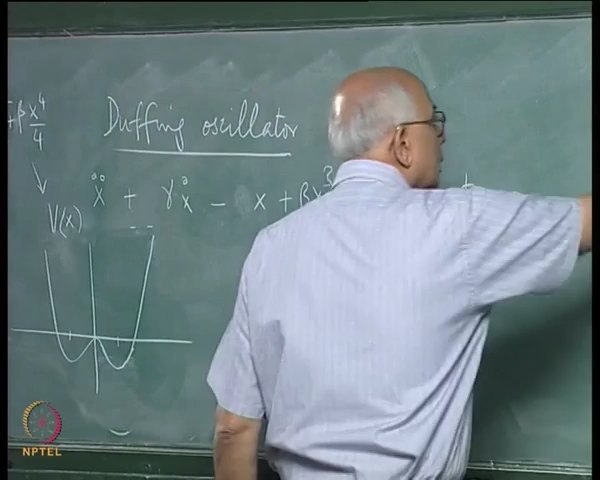 +β x⁴/4
Duffing oscillator
ẍ + γẋ - x + βx³
V(x)
NPTEL